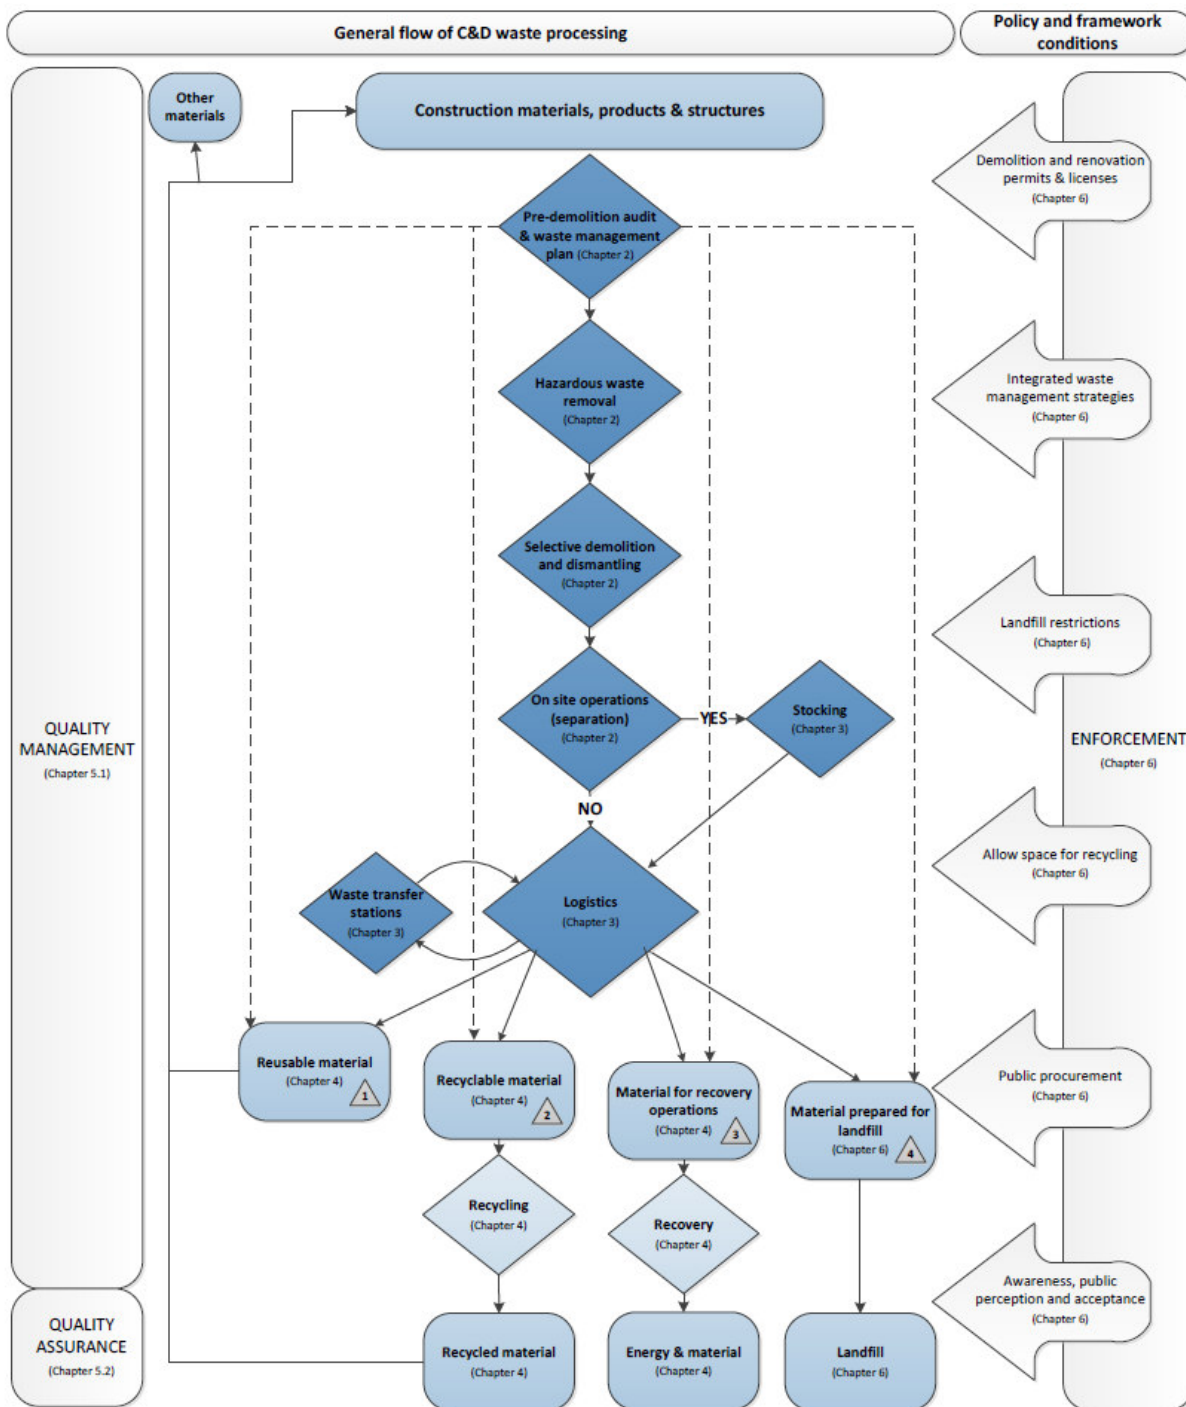 General flow of C&D waste processing
Policy and framework
conditions
Other
materials
Construction materials, products & structures
Demolition and renovation
permits & licenses
(Chapter 6)
Pre-demolition audit
& waste management
plan (Chapter 2)
Integrated waste
management strategies
(Chapter 6)
Hazardous waste
removal
(Chapter 2)
Selective demolition
and dismantling
(Chapter 2)
Landfill restrictions
(Chapter 6)
On site operations
(separation)
(Chapter 2)
YES
Stocking
(Chapter 3)
QUALITY
MANAGEMENT
(Chapter 5.1)
ENFORCEMENT
(Chapter 6)
NO
Allow space for recycling
(Chapter 6)
Waste transfer
stations
(Chapter 3)
Logistics
(Chapter 3)
Reusable material
(Chapter 4)
1
Recyclable material
(Chapter 4)
2
Material for recovery
operations
(Chapter 4)
3
Material prepared for
landfill
(Chapter 6)
4
Public procurement
(Chapter 6)
Recycling
(Chapter 4)
Recovery
(Chapter 4)
Awareness, public
perception and acceptance
(Chapter 6)
QUALITY
ASSURANCE
(Chapter 5.2)
Recycled material
(Chapter 4)
Energy & material
(Chapter 4)
Landfill
(Chapter 6)